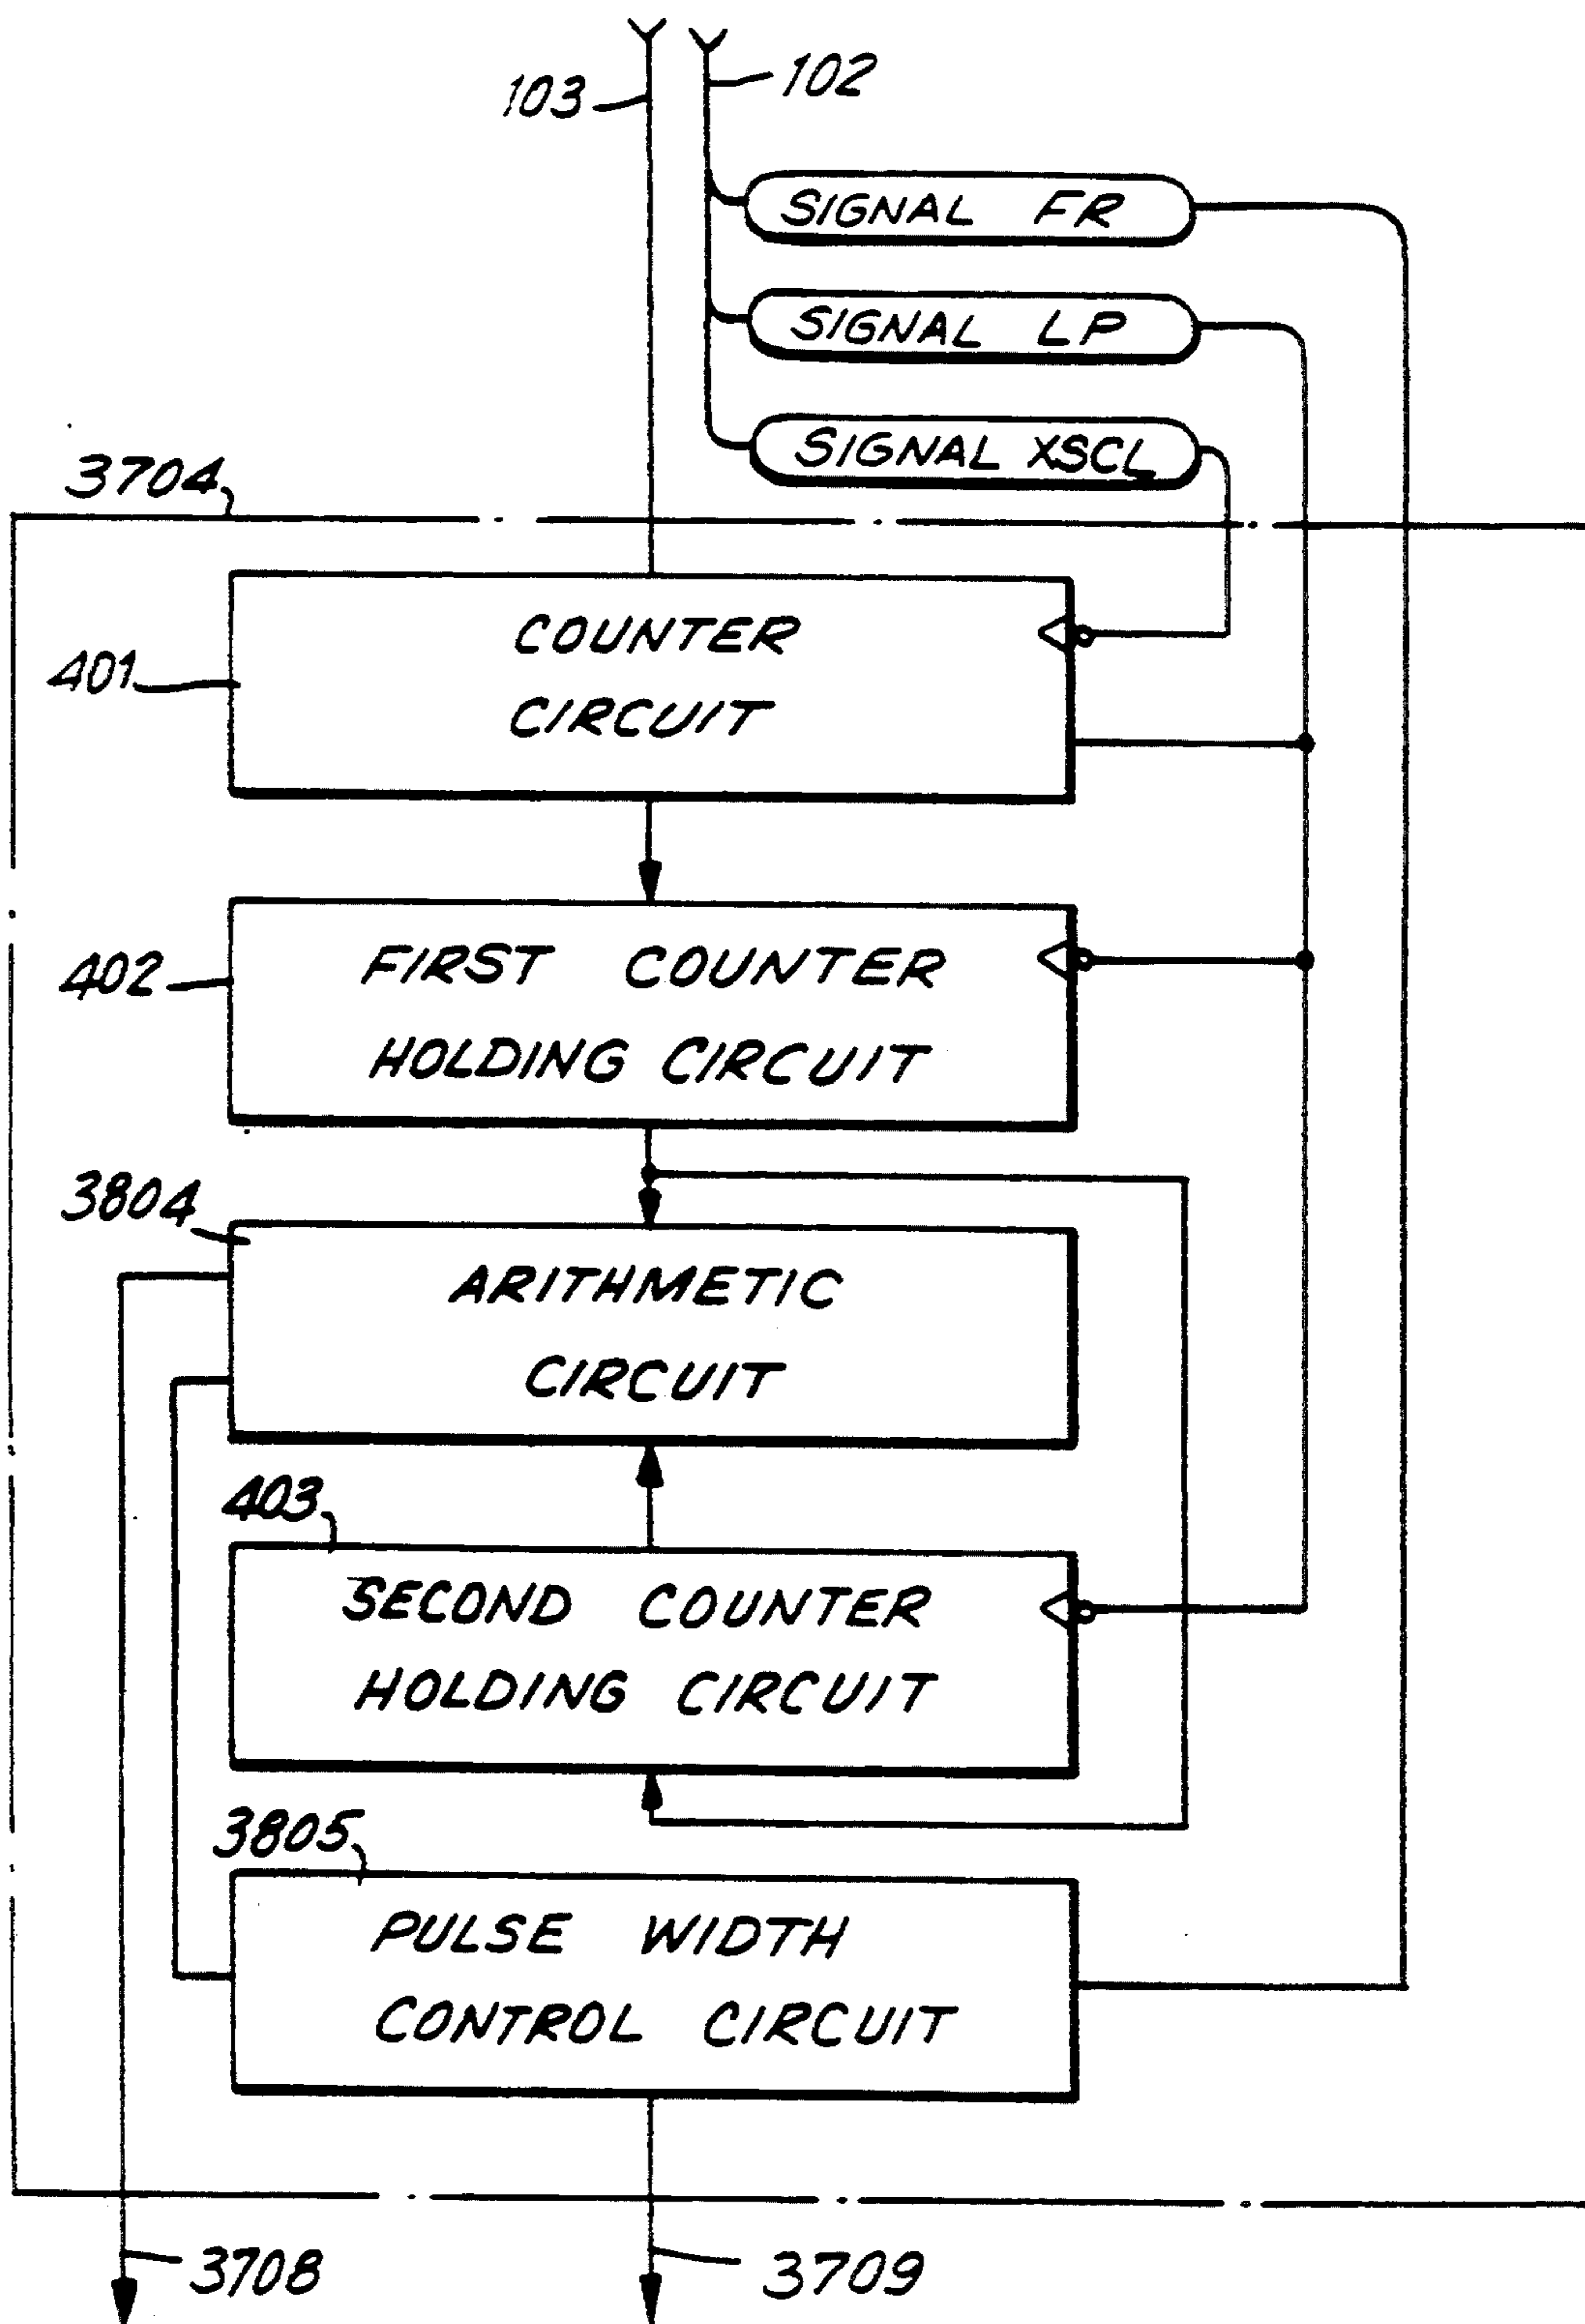 103
102
SIGNAL FR
SIGNAL LP
SIGNAL XSCL
3704
COUNTER
CIRCUIT
401
FIRST COUNTER
HOLDING CIRCUIT
402
3804
ARITHMETIC
CIRCUIT
403
SECOND COUNTER
HOLDING CIRCUIT
3805
PULSE WIDTH
CONTROL CIRCUIT
3708
3709